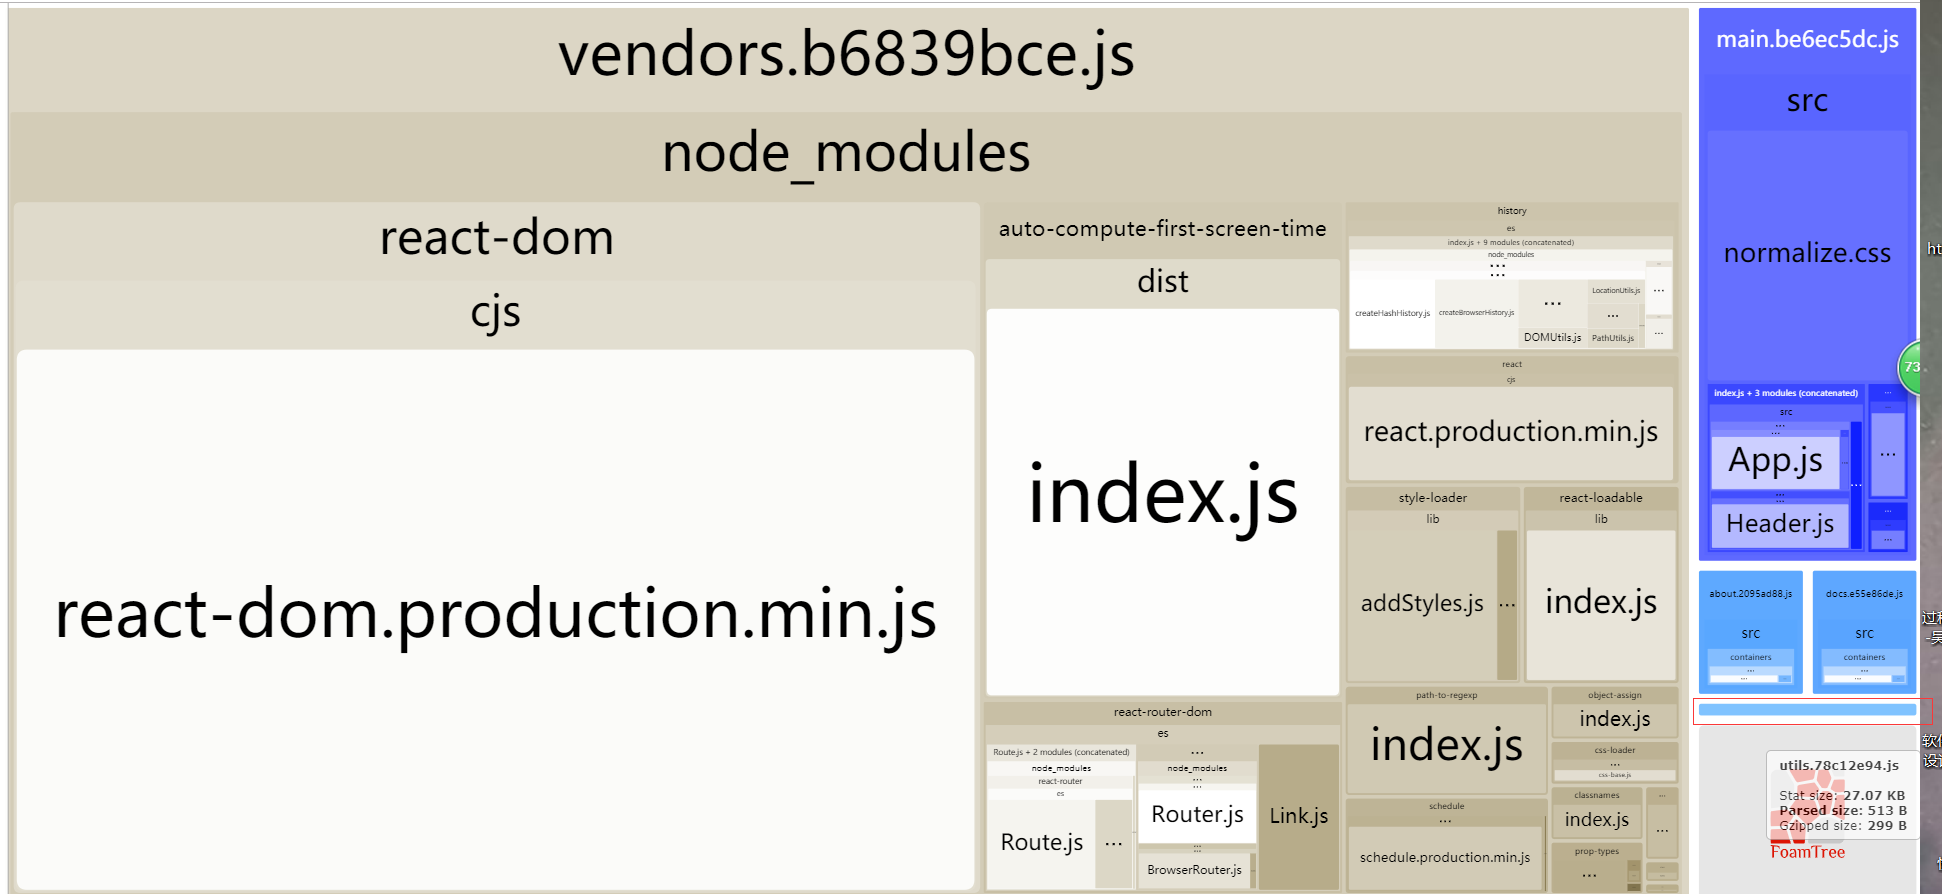 vendors.b6839bce.js
node_modules
react-dom
cjs
react-dom.production.min.js
auto-compute-first-screen-time
dist
index.js
react-router-dom
es
Route.js + 2 modules (concatenated)
node_modules
react-router
es
Route.js
...
...
node_modules
...
Router.js
...
BrowserRouter.js
Link.js
history
es
index.js + 9 modules (concatenated)
node_modules
...
...
createHashHistory.js
createBrowserHistory.js
...
DOMUtils.js
LocationUtils.js
...
PathUtils.js
...
...
react
cjs
react.production.min.js
style-loader
lib
addStyles.js
...
react-loadable
lib
index.js
path-to-regexp
index.js
object-assign
index.js
css-loader
...
css-base.js
schedule
...
schedule.production.min.js
classnames
index.js
prop-types
...
...
...
main.be6ec5dc.js
src
normalize.css
index.js + 3 modules (concatenated)
src
...
...
App.js
...
Header.js
...
...
...
...
...
about.2095ad88.js
src
containers
...
...
docs.e55e86de.js
src
containers
...
...
utils.78c12e94.js
Stat size: 27.07 KB
Parsed size: 513 B
Gzipped size: 299 B
FoamTree
73
ht
软
设